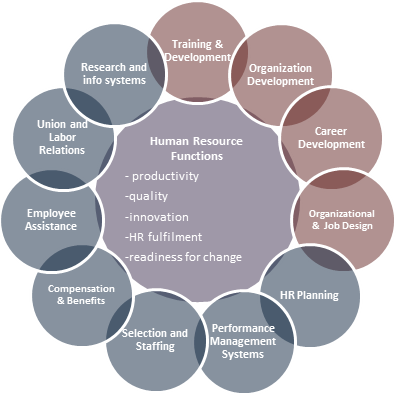 Training &
Development
Organization
Development
Career
Development
Organizational
& Job Design
HR Planning
Performance
Management
Systems
Selection and
Staffing
Compensation
& Benefits
Employee
Assistance
Union and
Labor
Relations
Research and
info systems
Human Resource
Functions
- productivity
-quality
-innovation
-HR fulfilment
-readiness for change